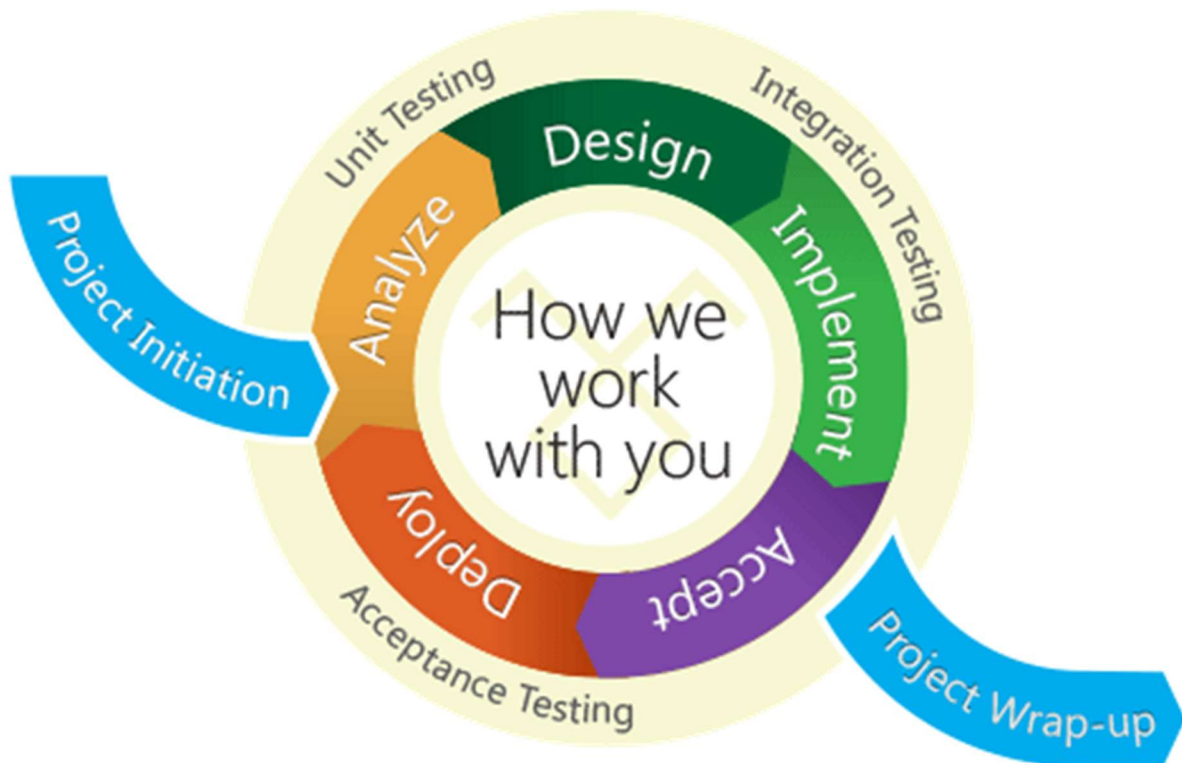 Unit Testing
Integration Testing
Design
Analyze
Implement
Project Initiation
How we
work
with you
Deploy
Accept
Acceptance Testing
Project Wrap-up